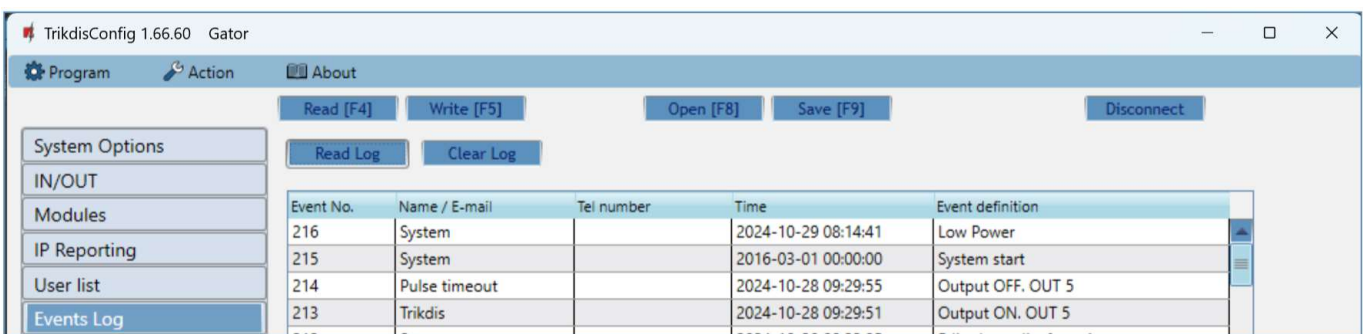 TrikdisConfig 1.66.60 Gator
Program Action About
Read [F4] Write [F5] Open [F8] Save [F9] Disconnect
System Options
Read Log Clear Log
IN/OUT
Modules
IP Reporting
User list
Events Log
Event No. Name / E-mail Tel number Time Event definition
216 System 2024-10-29 08:14:41 Low Power
215 System 2016-03-01 00:00:00 System start
214 Pulse timeout 2024-10-28 09:29:55 Output OFF. OUT 5
213 Trikdis 2024-10-28 09:29:51 Output ON. OUT 5